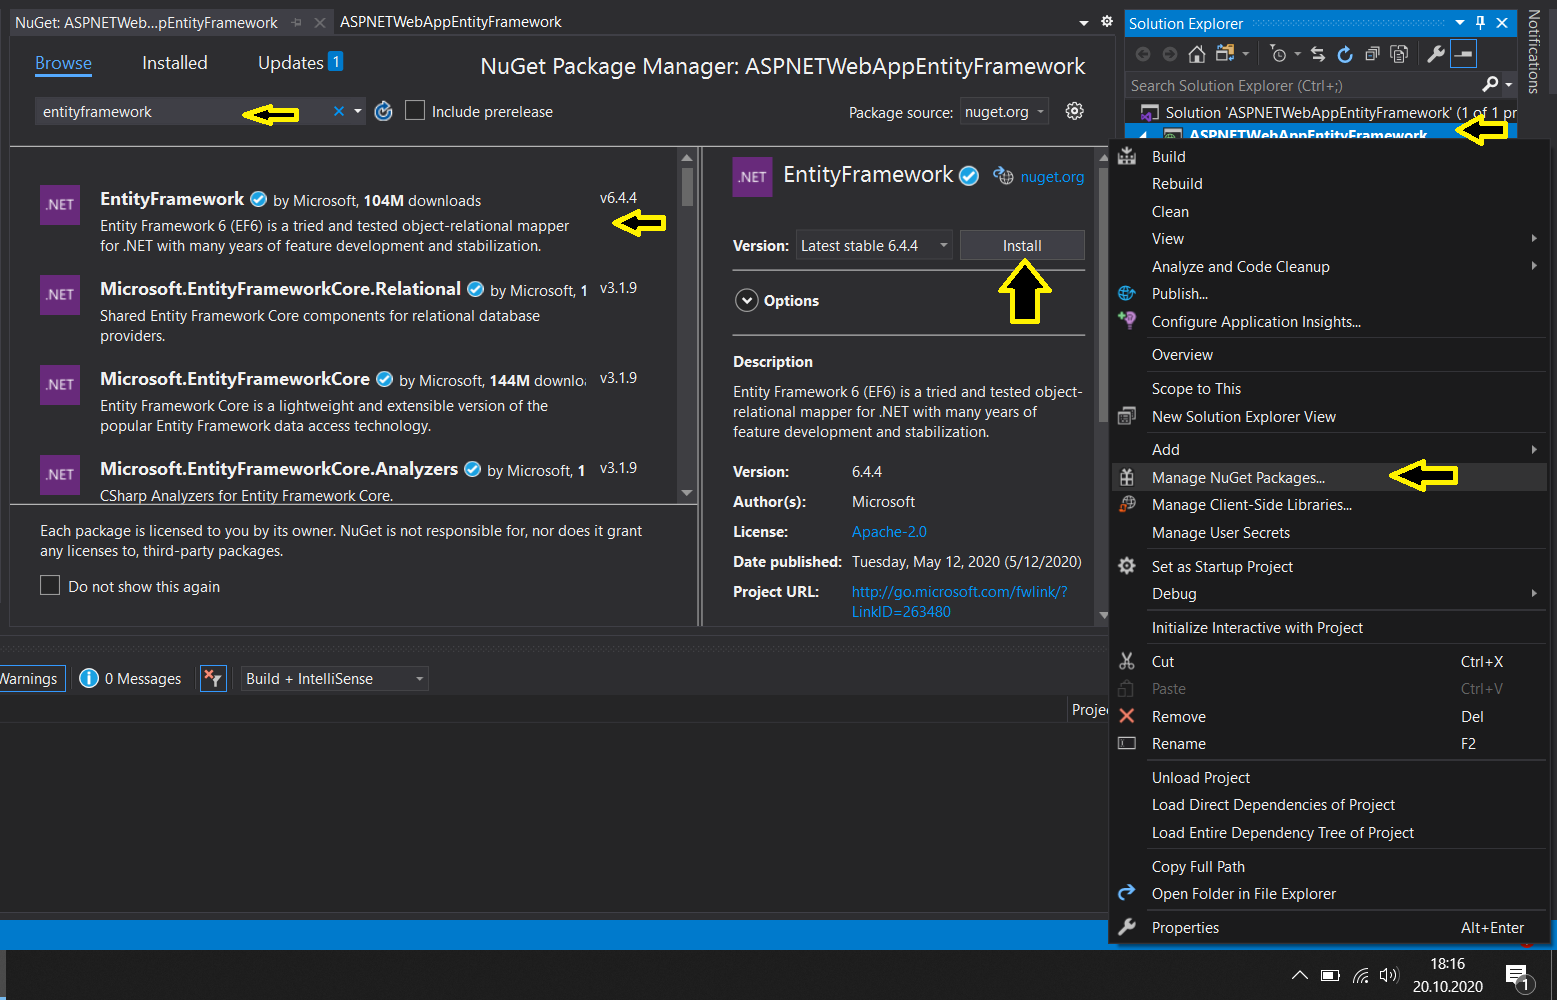 NuGet: ASPNETWeb...pEntityFramework
ASPNETWebAppEntityFramework
Browse
Installed
Updates 1
NuGet Package Manager: ASPNETWebAppEntityFramework
entityframework
Include prerelease
Package source: nuget.org
.NET
EntityFramework by Microsoft, 104M downloads
v6.4.4
Entity Framework 6 (EF6) is a tried and tested object-relational mapper
for .NET with many years of feature development and stabilization.
.NET
Microsoft.EntityFrameworkCore.Relational by Microsoft, 1
v3.1.9
Shared Entity Framework Core components for relational database
providers.
.NET
Microsoft.EntityFrameworkCore by Microsoft, 144M downlo
v3.1.9
Entity Framework Core is a lightweight and extensible version of the
popular Entity Framework data access technology.
.NET
Microsoft.EntityFrameworkCore.Analyzers by Microsoft, 1
v3.1.9
CSharp Analyzers for Entity Framework Core.
Each package is licensed to you by its owner. NuGet is not responsible for, nor does it grant
any licenses to, third-party packages.
Do not show this again
.NET
EntityFramework
nuget.org
Version: Latest stable 6.4.4
Install
Options
Description
Entity Framework 6 (EF6) is a tried and tested object-
relational mapper for .NET with many years of
feature development and stabilization.
Version: 6.4.4
Author(s): Microsoft
License: Apache-2.0
Date published: Tuesday, May 12, 2020 (5/12/2020)
Project URL: http://go.microsoft.com/fwlink/?
LinkID=263480
Warnings
0 Messages
Build + IntelliSense
Projec
Solution Explorer
Search Solution Explorer (Ctrl+;)
Solution 'ASPNETWebAppEntityFramework' (1 of 1 pr
ASPNETWebAppEntityFramework
Notifications
Build
Rebuild
Clean
View
Analyze and Code Cleanup
Publish...
Configure Application Insights...
Overview
Scope to This
New Solution Explorer View
Add
Manage NuGet Packages...
Manage Client-Side Libraries...
Manage User Secrets
Set as Startup Project
Debug
Initialize Interactive with Project
Cut Ctrl+X
Paste Ctrl+V
Remove Del
Rename F2
Unload Project
Load Direct Dependencies of Project
Load Entire Dependency Tree of Project
Copy Full Path
Open Folder in File Explorer
Properties Alt+Enter
18:16
20.10.2020
1